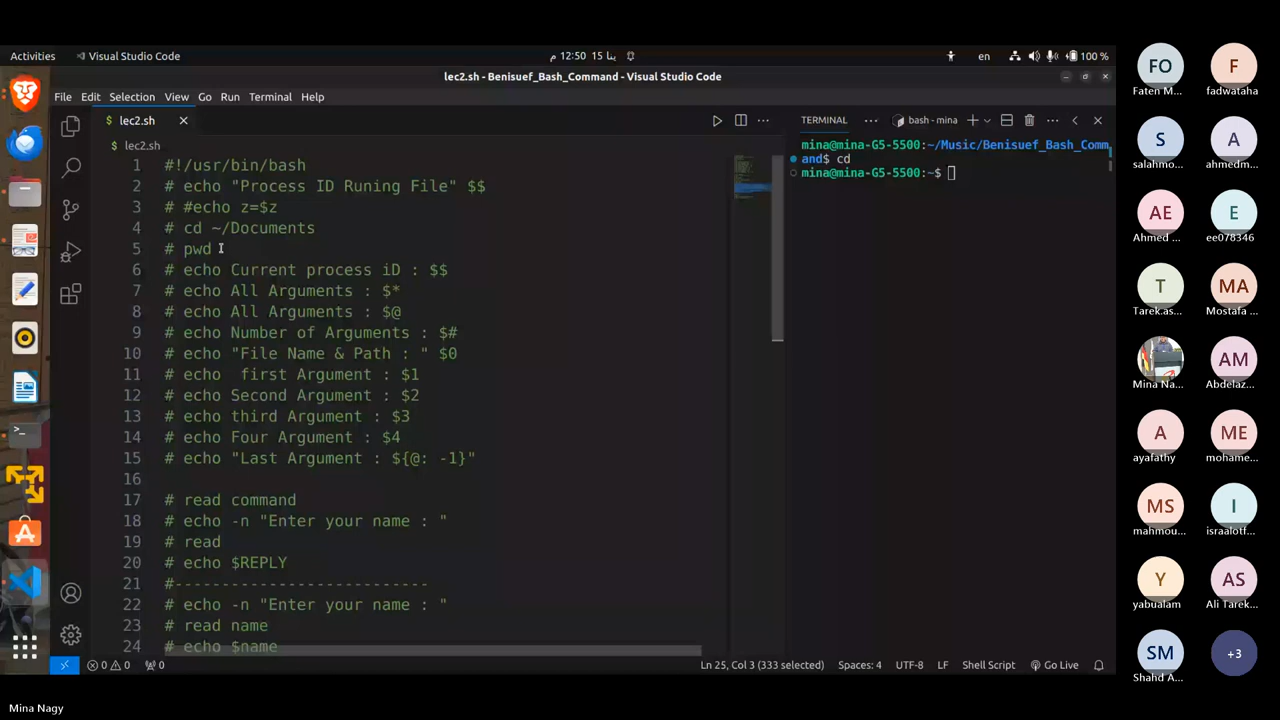 Activities
Visual Studio Code
م 12:50 ‏15 ينا
en
100 %
lec2.sh - Benisuef_Bash_Command - Visual Studio Code
File Edit Selection View Go Run Terminal Help
lec2.sh
TERMINAL
bash - mina
lec2.sh
1 #!/usr/bin/bash
2 # echo "Process ID Runing File" $$
3 # #echo z=$z
4 # cd ~/Documents
5 # pwd
6 # echo Current process iD : $$
7 # echo All Arguments : $*
8 # echo All Arguments : $@
9 # echo Number of Arguments : $#
10 # echo "File Name & Path : " $0
11 # echo  first Argument : $1
12 # echo Second Argument : $2
13 # echo third Argument : $3
14 # echo Four Argument : $4
15 # echo "Last Argument : ${@: -1}"
16
17 # read command
18 # echo -n "Enter your name : "
19 # read
20 # echo $REPLY
21 #---------------------------
22 # echo -n "Enter your name : "
23 # read name
24 # echo $name
mina@mina-G5-5500:~/Music/Benisuef_Bash_Comm
and$ cd
mina@mina-G5-5500:~$
0 0 0
Ln 25, Col 3 (333 selected) Spaces: 4 UTF-8 LF Shell Script Go Live
Mina Nagy
FO
Faten M...
F
fadwataha
S
salahmo...
A
ahmedm...
AE
Ahmed ...
E
ee078346
T
Tarek.as...
MA
Mostafa ...
Mina Na...
AM
Abdelaz...
A
ayafathy
ME
mohame...
MS
mahmou...
I
israalotf...
Y
yabualam
AS
Ali Tarek...
SM
Shahd A...
+3